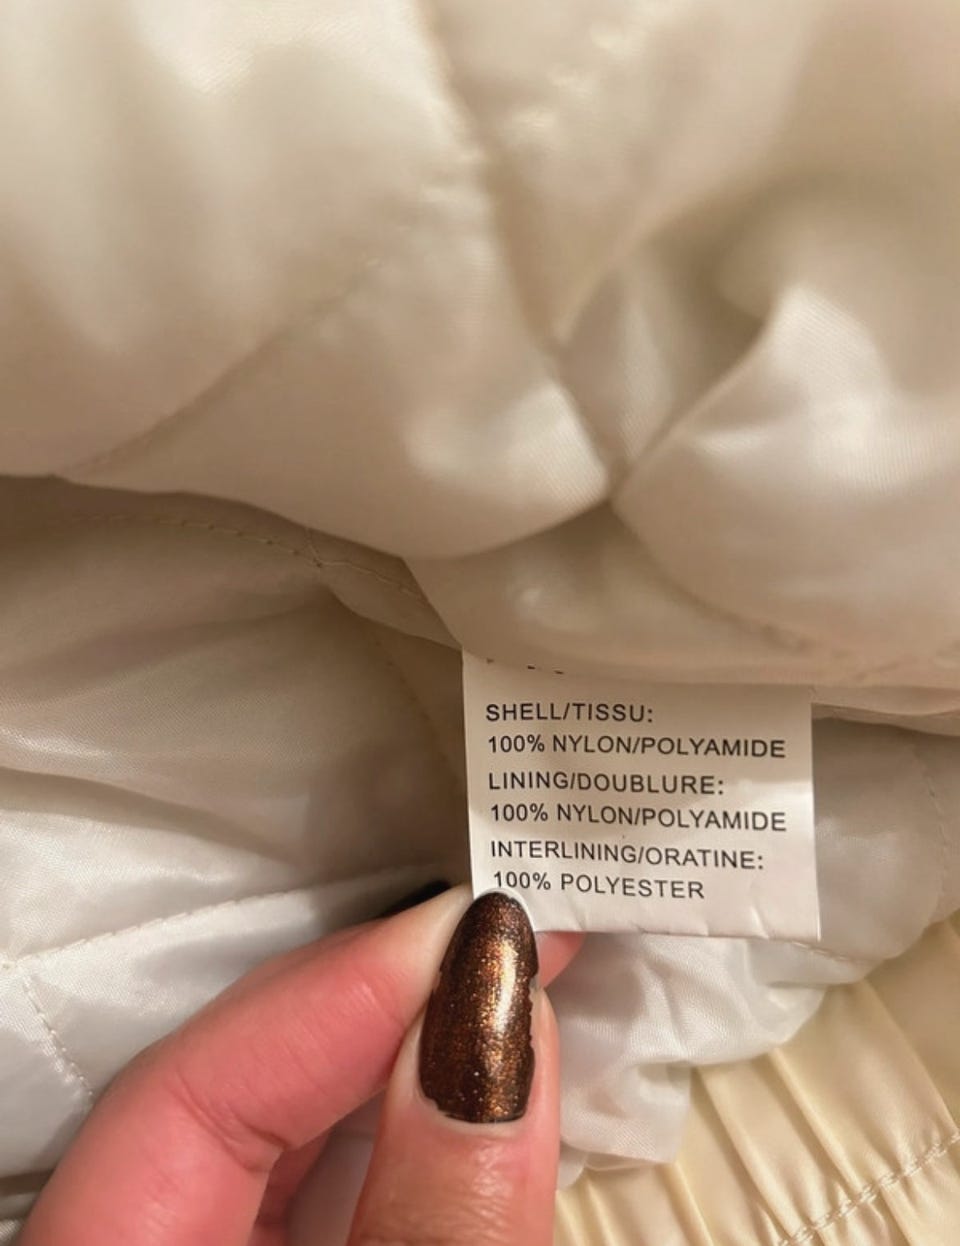 SHELL/TISSU:
100% NYLON/POLYAMIDE
LINING/DOUBLURE:
100% NYLON/POLYAMIDE
INTERLINING/ORATINE:
100% POLYESTER